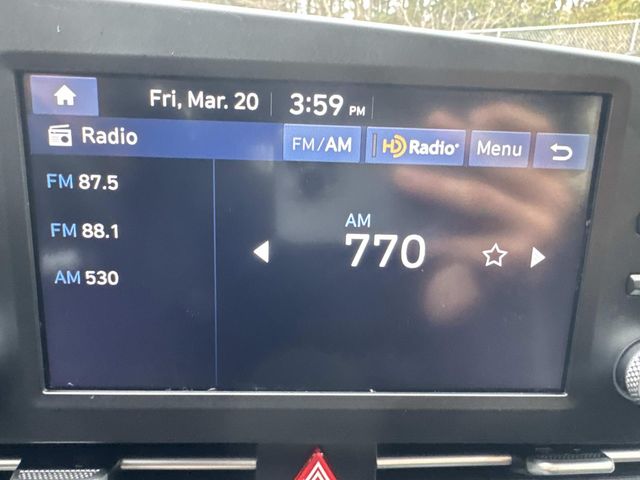 Fri, Mar. 20 3:59 PM
Radio FM/AM HD Radio® Menu
FM 87.5
FM 88.1
AM 530
AM
770